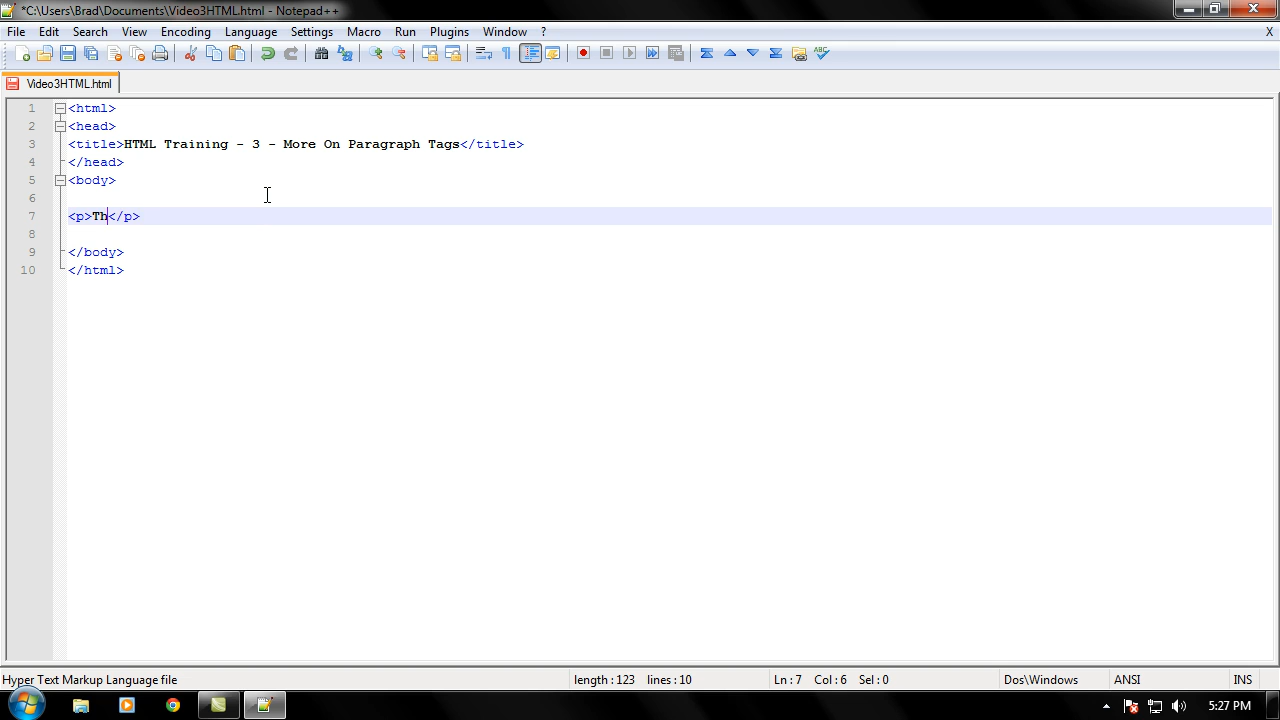 *C:\Users\Brad\Documents\Video3HTML.html - Notepad++
File Edit Search View Encoding Language Settings Macro Run Plugins Window ? X
Video3HTML.html
1 <html>
2 <head>
3 <title>HTML Training - 3 - More On Paragraph Tags</title>
4 </head>
5 <body>
6
7 <p>Th</p>
8
9 </body>
10 </html>
Hyper Text Markup Language file length : 123 lines : 10 Ln : 7 Col : 6 Sel : 0 Dos\Windows ANSI INS
5:27 PM